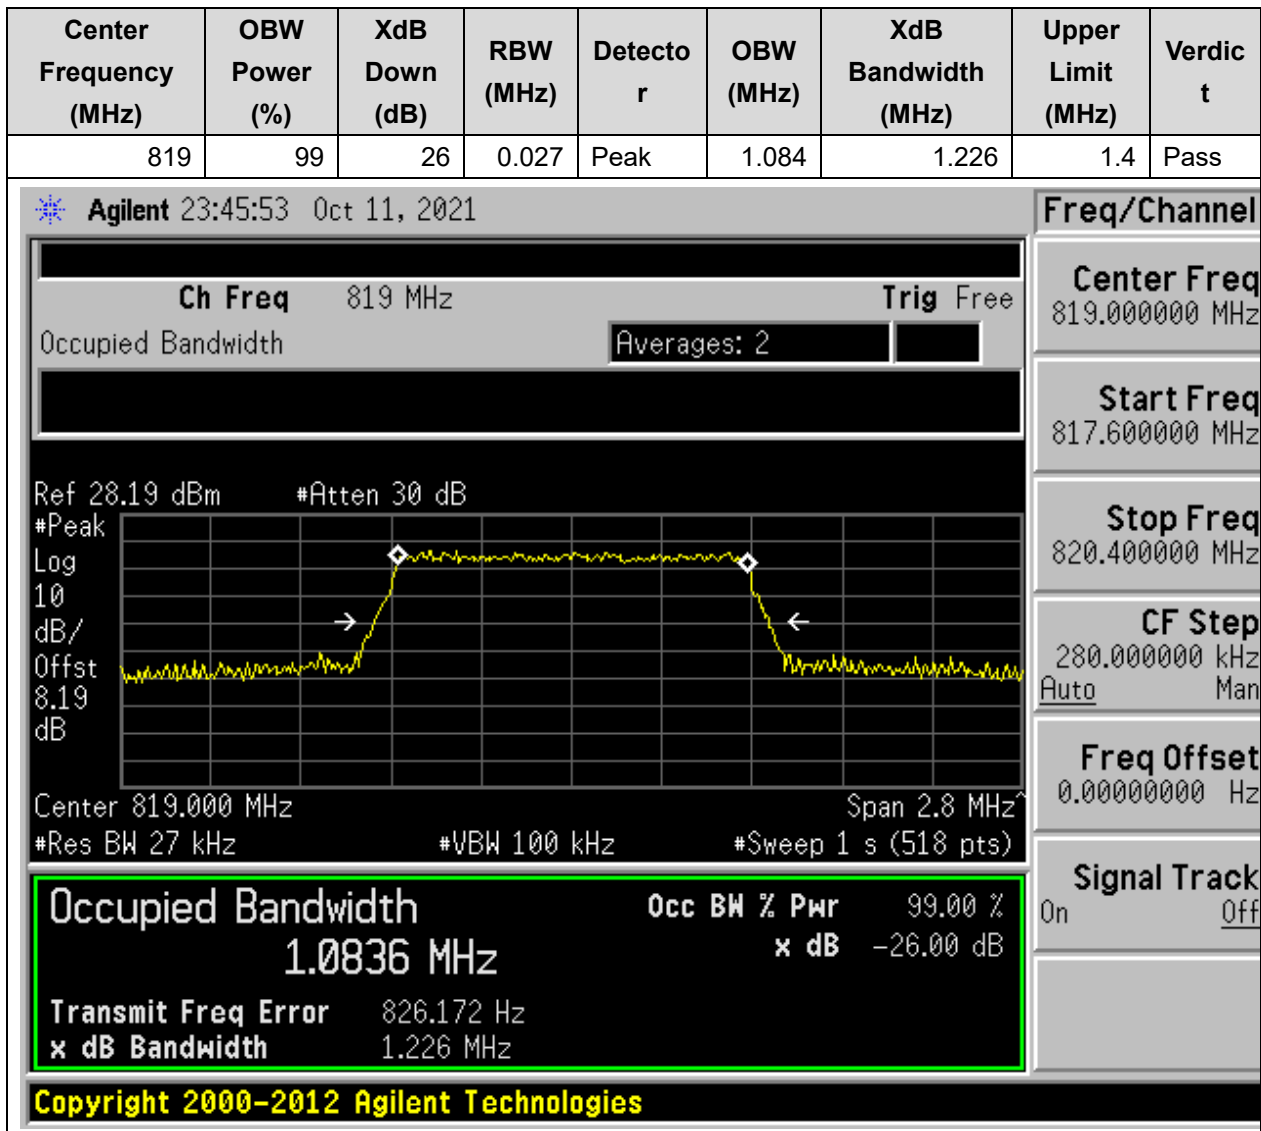 Center Frequency (MHz) OBW Power (%) XdB Down (dB) RBW (MHz) Detecto r OBW (MHz) XdB Bandwidth (MHz) Upper Limit (MHz) Verdic t
819 99 26 0.027 Peak 1.084 1.226 1.4 Pass
Agilent 23:45:53 Oct 11, 2021
Freq/Channel
Ch Freq 819 MHz Trig Free
Occupied Bandwidth Averages: 2
Ref 28.19 dBm #Atten 30 dB
#Peak
Log
10
dB/
Offst
8.19
dB
Center 819.000 MHz Span 2.8 MHz^
#Res BW 27 kHz #VBW 100 kHz #Sweep 1 s (518 pts)
Occupied Bandwidth Occ BW % Pwr 99.00 %
1.0836 MHz x dB -26.00 dB
Transmit Freq Error 826.172 Hz
x dB Bandwidth 1.226 MHz
Copyright 2000-2012 Agilent Technologies
Center Freq
819.000000 MHz
Start Freq
817.600000 MHz
Stop Freq
820.400000 MHz
CF Step
280.000000 kHz
Auto Man
Freq Offset
0.00000000 Hz
Signal Track
On Off